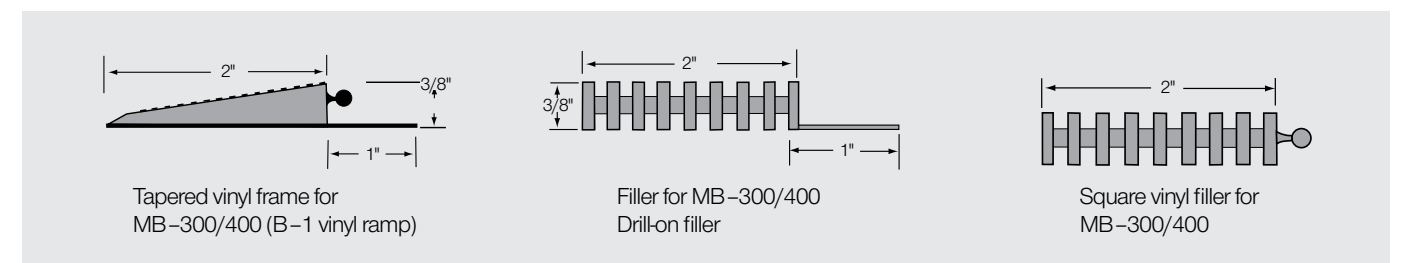 2"
3/8"
1"
Tapered vinyl frame for
MB–300/400 (B–1 vinyl ramp)
2"
3/8"
1"
Filler for MB–300/400
Drill-on filler
2"
Square vinyl filler for
MB–300/400